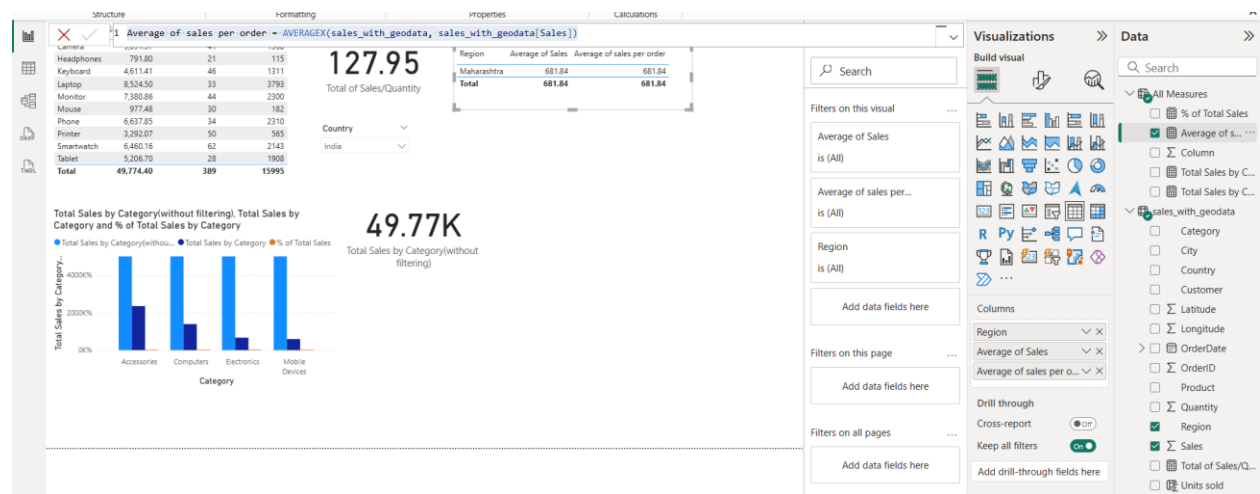 Structure Formatting Properties Calculations
1 Average of sales per order = AVERAGEX(sales_with_geodata, sales_with_geodata[Sales])
Headphones 791.80 21 115
Keyboard 4,611.41 46 1311
Laptop 8,524.50 33 3793
Monitor 7,380.86 44 2300
Mouse 977.48 30 182
Phone 6,637.85 34 2310
Printer 3,292.07 50 565
Smartwatch 6,460.16 62 2143
Tablet 5,206.70 28 1908
Total 49,774.40 389 15995
127.95
Total of Sales/Quantity
Region Average of Sales Average of sales per order
Maharashtra 681.84 681.84
Total 681.84 681.84
Country
India
Total Sales by Category(without filtering), Total Sales by
Category and % of Total Sales by Category
Total Sales by Category(withou... Total Sales by Category % of Total Sales
Total Sales by Category...
4000K%
2000K%
0K%
Accessories Computers Electronics Mobile
Devices
Category
49.77K
Total Sales by Category(without
filtering)
Search
Filters on this visual ...
Average of Sales
is (All)
Average of sales per...
is (All)
Region
is (All)
Add data fields here
Filters on this page ...
Add data fields here
Filters on all pages ...
Add data fields here
Visualizations
Build visual
123
R Py
...
Columns
Region
Average of Sales
Average of sales per o...
Drill through
Cross-report Off
Keep all filters On
Add drill-through fields here
Data
Search
All Measures
% of Total Sales
Average of s... ...
Column
Total Sales by C...
Total Sales by C...
sales_with_geodata
Category
City
Country
Customer
Latitude
Longitude
OrderDate
OrderID
Product
Quantity
Region
Sales
Total of Sales/Q...
Units sold